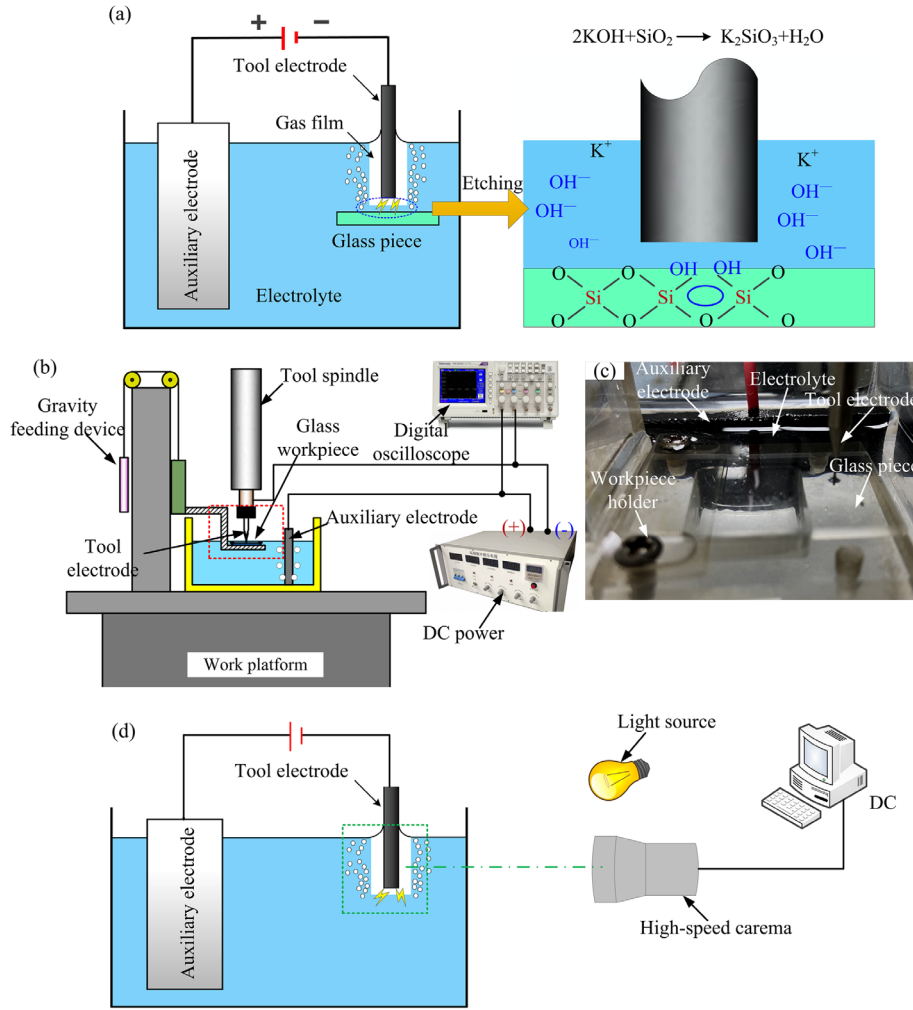 (a)
+ −
Tool electrode
Gas film
Auxiliary electrode
Glass piece
Electrolyte
Etching
2KOH+SiO₂ → K₂SiO₃+H₂O
K⁺ K⁺
OH— OH—
OH— OH—
OH— OH—
O O OH OH O
Si Si Si
O O O O
(b)
Gravity
feeding device
Tool spindle
Glass
workpiece
Digital
oscilloscope
Auxiliary electrode
Tool
electrode
(+) (-)
DC power
Work platform
(c)
Auxiliary
electrode
Electrolyte
Tool electrode
Glass piece
Workpiece
holder
(d)
Tool electrode
Auxiliary electrode
Light source
DC
High-speed carema